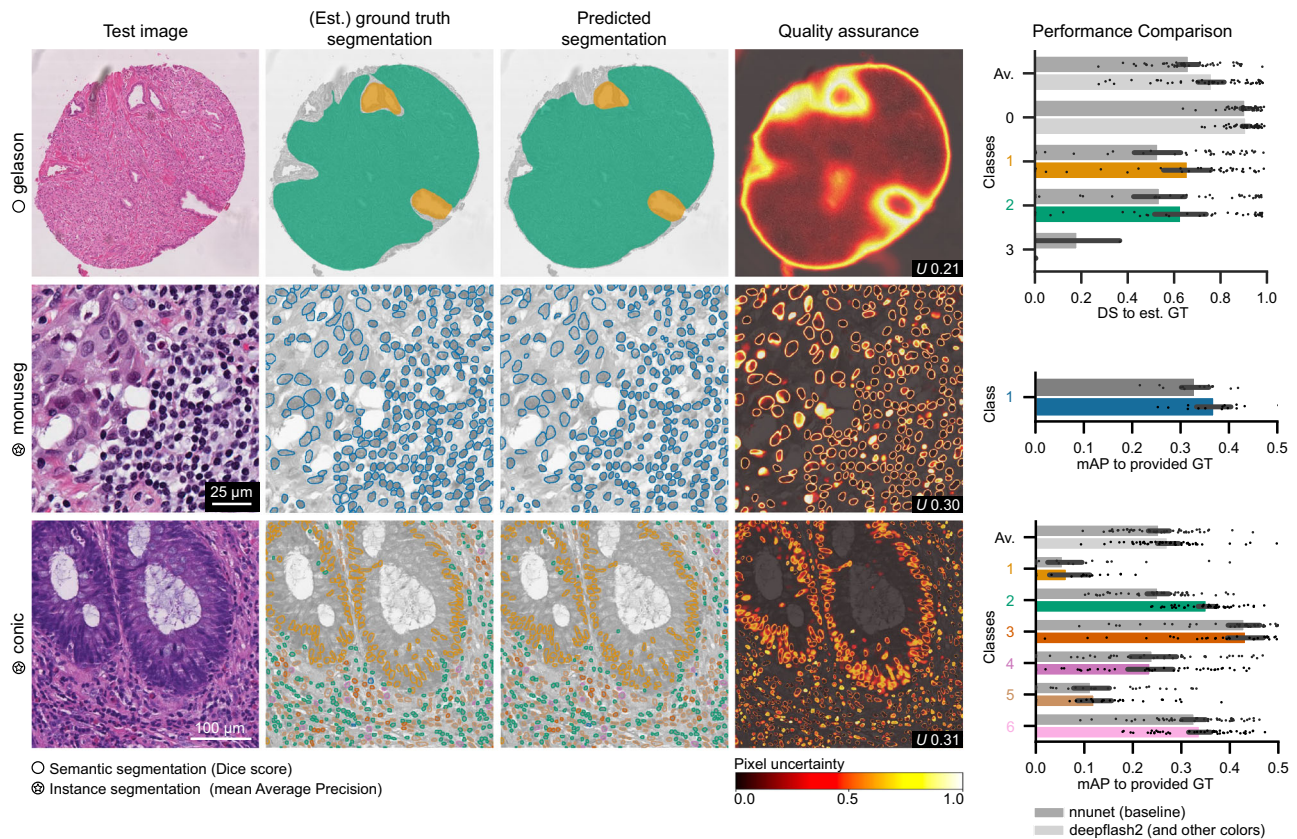 Test image
(Est.) ground truth
segmentation
Predicted
segmentation
Quality assurance
Performance Comparison
gelason
U 0.21
Av.
0
1
2
3
Classes
0.0 0.2 0.4 0.6 0.8 1.0
DS to est. GT
monuseg
25 µm
U 0.30
Class
1
0.0 0.1 0.2 0.3 0.4 0.5
mAP to provided GT
conic
100 µm
U 0.31
Av.
1
2
3
4
5
6
Classes
0.0 0.1 0.2 0.3 0.4 0.5
mAP to provided GT
Semantic segmentation (Dice score)
Instance segmentation (mean Average Precision)
Pixel uncertainty
0.0 0.5 1.0
nnunet (baseline)
deepflash2 (and other colors)